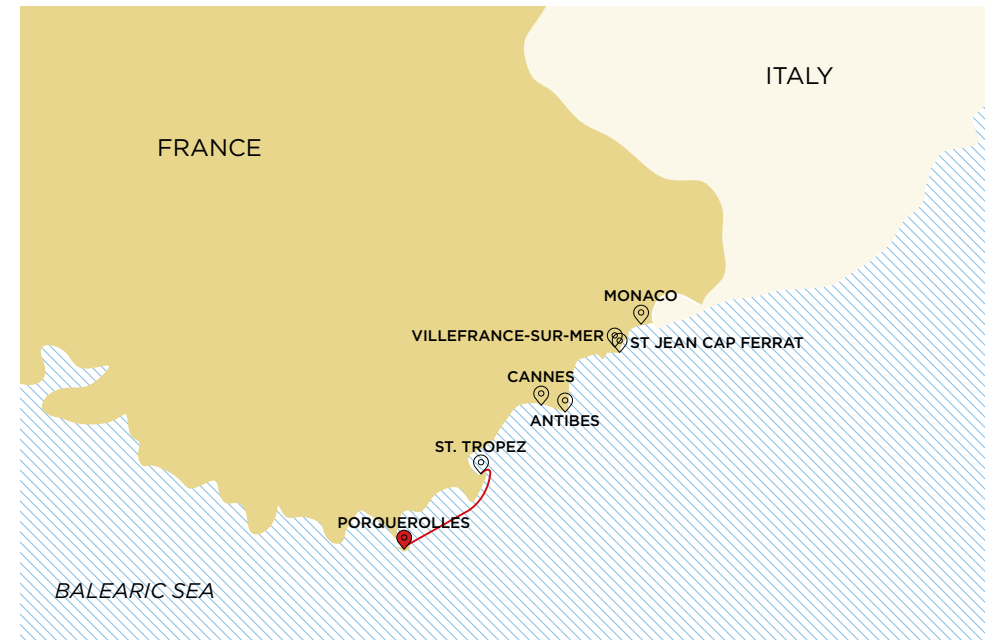 ITALY
FRANCE
MONACO
VILLEFRANCE-SUR-MER
ST JEAN CAP FERRAT
CANNES
ANTIBES
ST. TROPEZ
PORQUEROLLES
BALEARIC SEA